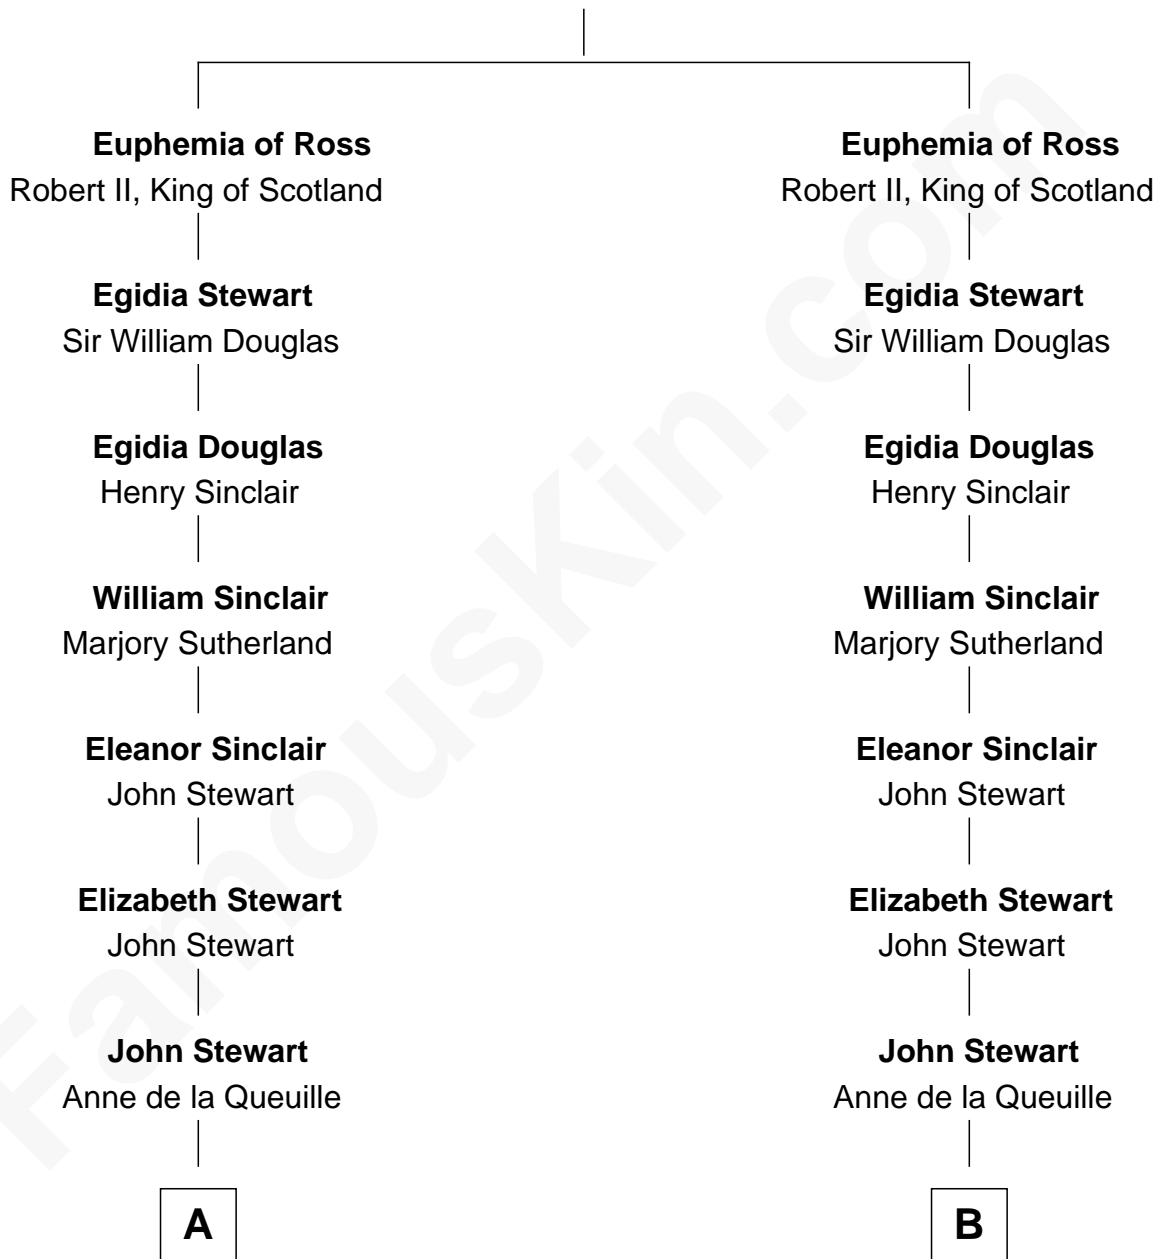 Euphemia of Ross
Robert II, King of Scotland
Egidia Stewart
Sir William Douglas
Egidia Douglas
Henry Sinclair
William Sinclair
Marjory Sutherland
Eleanor Sinclair
John Stewart
Elizabeth Stewart
John Stewart
John Stewart
Anne de la Queuille
A
Euphemia of Ross
Robert II, King of Scotland
Egidia Stewart
Sir William Douglas
Egidia Douglas
Henry Sinclair
William Sinclair
Marjory Sutherland
Eleanor Sinclair
John Stewart
Elizabeth Stewart
John Stewart
John Stewart
Anne de la Queuille
B
FamousKin.com